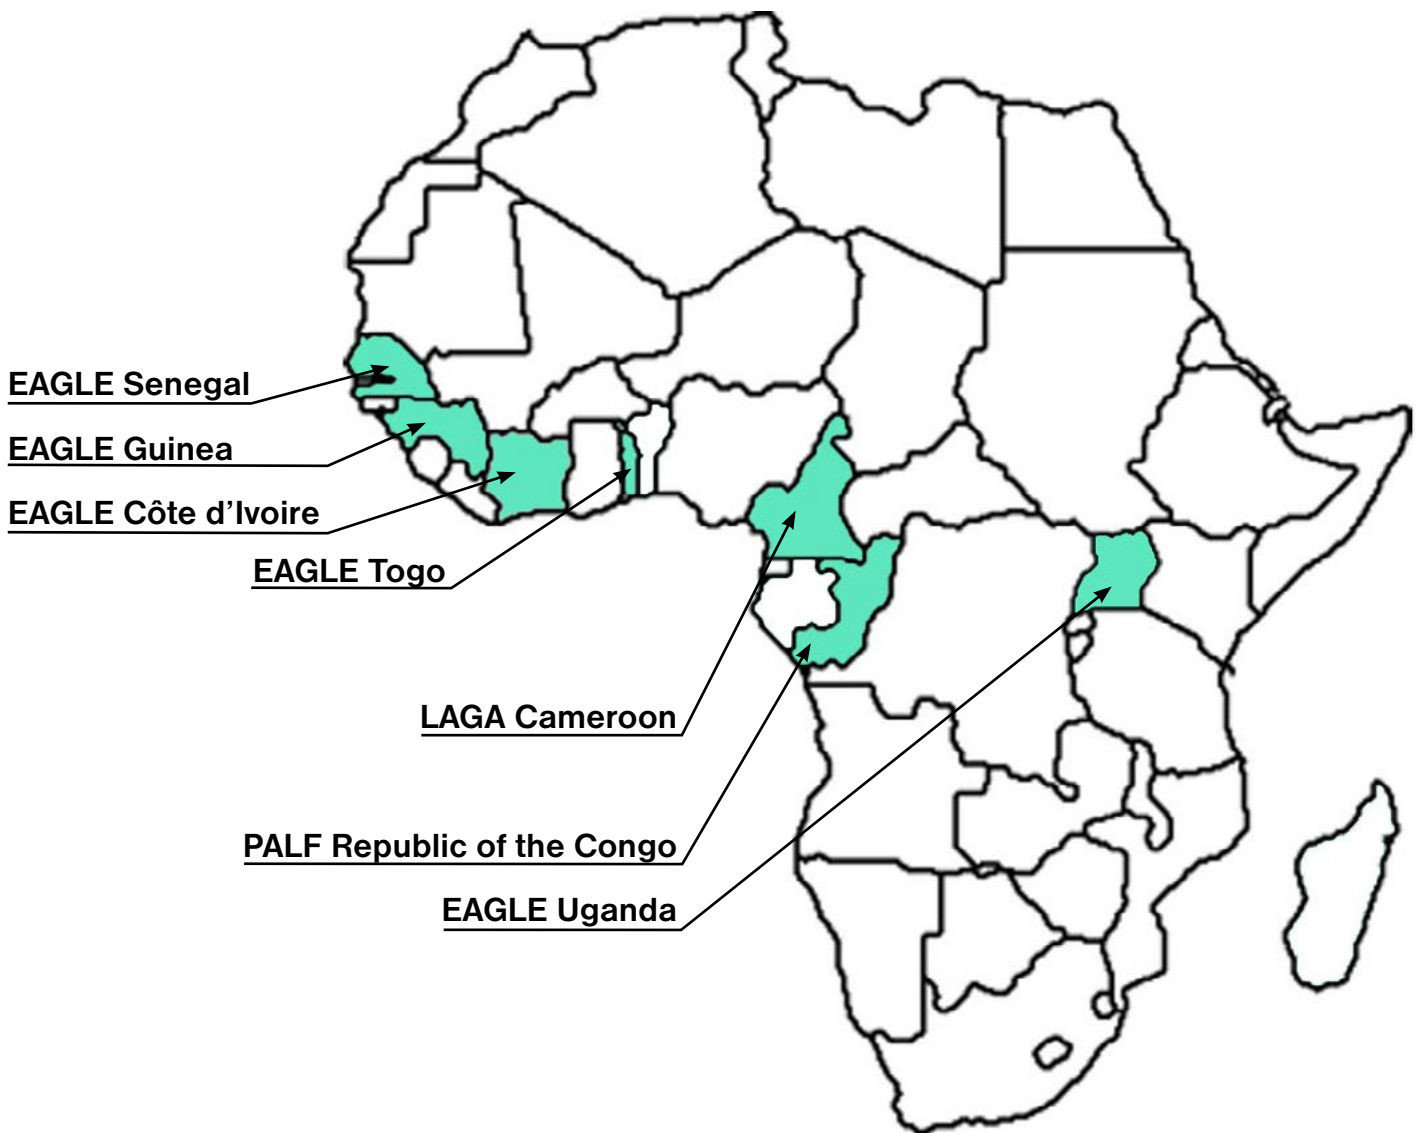 EAGLE Senegal
EAGLE Guinea
EAGLE Côte d’Ivoire
EAGLE Togo
LAGA Cameroon
PALF Republic of the Congo
EAGLE Uganda